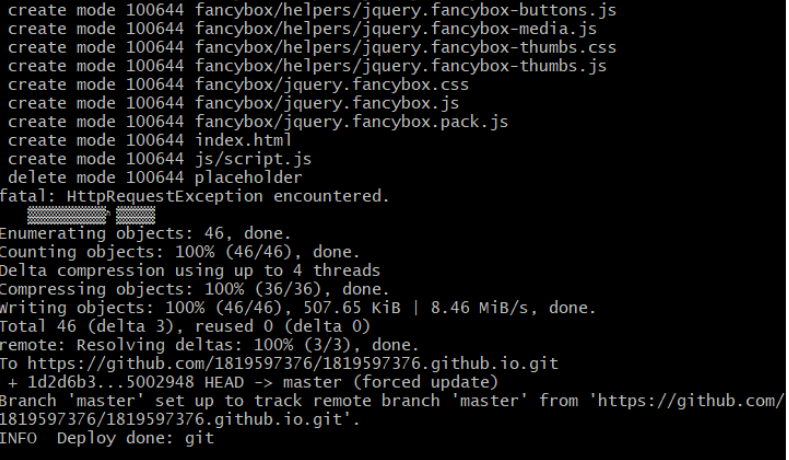 create mode 100644 fancybox/helpers/jquery.fancybox-buttons.js
create mode 100644 fancybox/helpers/jquery.fancybox-media.js
create mode 100644 fancybox/helpers/jquery.fancybox-thumbs.css
create mode 100644 fancybox/helpers/jquery.fancybox-thumbs.js
create mode 100644 fancybox/jquery.fancybox.css
create mode 100644 fancybox/jquery.fancybox.js
create mode 100644 fancybox/jquery.fancybox.pack.js
create mode 100644 index.html
create mode 100644 js/script.js
delete mode 100644 placeholder
fatal: HttpRequestException encountered.
Enumerating objects: 46, done.
Counting objects: 100% (46/46), done.
Delta compression using up to 4 threads
Compressing objects: 100% (36/36), done.
Writing objects: 100% (46/46), 507.65 KiB | 8.46 MiB/s, done.
Total 46 (delta 3), reused 0 (delta 0)
remote: Resolving deltas: 100% (3/3), done.
To https://github.com/1819597376/1819597376.github.io.git
+ 1d2d6b3...5002948 HEAD -> master (forced update)
Branch 'master' set up to track remote branch 'master' from 'https://github.com/
1819597376/1819597376.github.io.git'.
INFO  Deploy done: git